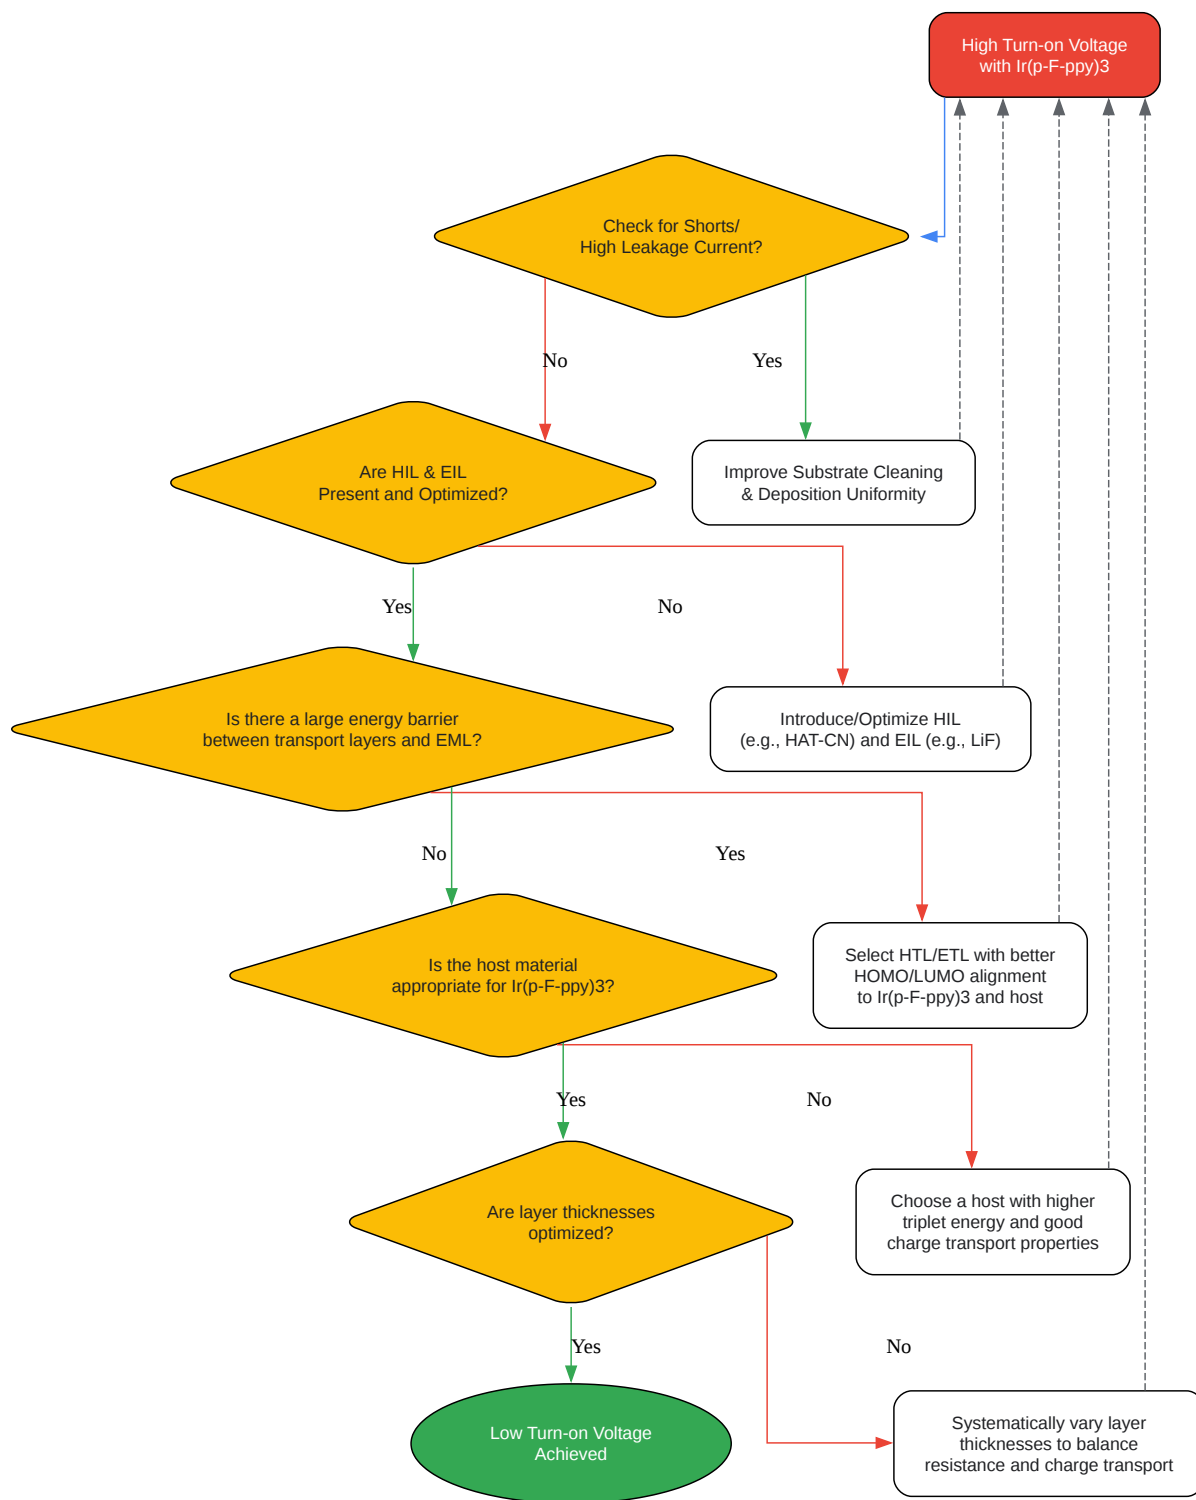 High Turn-on Voltage
with Ir(p-F-ppy)3
Check for Shorts/
High Leakage Current?
No
Yes
Are HIL & EIL
Present and Optimized?
Improve Substrate Cleaning
& Deposition Uniformity
Yes
No
Is there a large energy barrier
between transport layers and EML?
Introduce/Optimize HIL
(e.g., HAT-CN) and EIL (e.g., LiF)
No
Yes
Is the host material
appropriate for Ir(p-F-ppy)3?
Select HTL/ETL with better
HOMO/LUMO alignment
to Ir(p-F-ppy)3 and host
Yes
No
Are layer thicknesses
optimized?
Choose a host with higher
triplet energy and good
charge transport properties
Yes
No
Low Turn-on Voltage
Achieved
Systematically vary layer
thicknesses to balance
resistance and charge transport